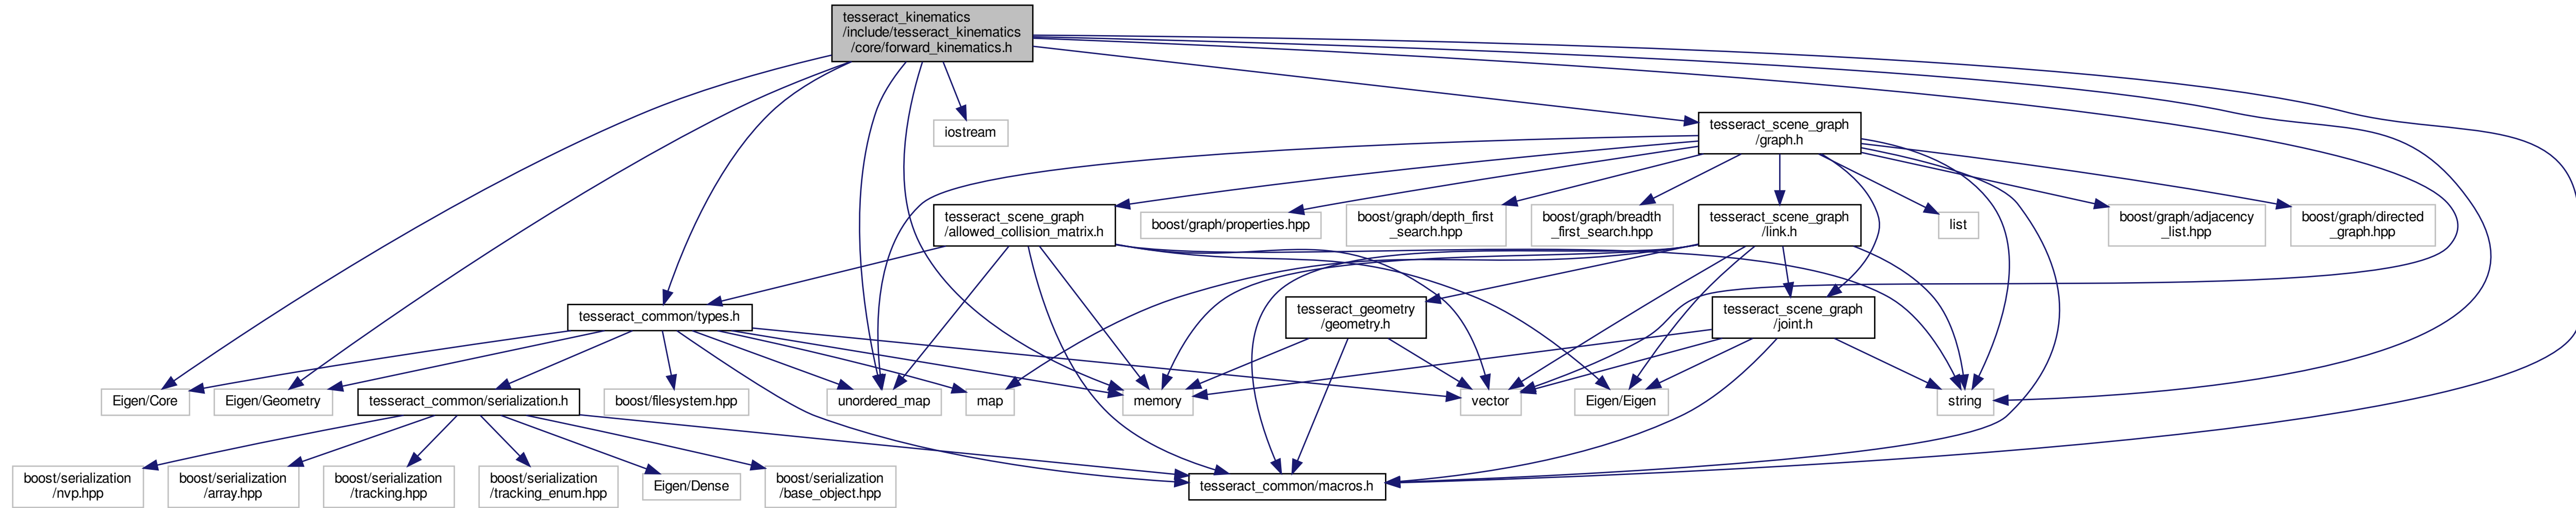 tesseract_kinematics
/include/tesseract_kinematics
/core/forward_kinematics.h
iostream
tesseract_scene_graph
/graph.h
tesseract_scene_graph
/allowed_collision_matrix.h
boost/graph/properties.hpp
boost/graph/depth_first
_search.hpp
boost/graph/breadth
_first_search.hpp
tesseract_scene_graph
/link.h
list
boost/graph/adjacency
_list.hpp
boost/graph/directed
_graph.hpp
tesseract_common/types.h
tesseract_geometry
/geometry.h
tesseract_scene_graph
/joint.h
Eigen/Core
Eigen/Geometry
tesseract_common/serialization.h
boost/filesystem.hpp
unordered_map
map
memory
vector
Eigen/Eigen
string
boost/serialization
/nvp.hpp
boost/serialization
/array.hpp
boost/serialization
/tracking.hpp
boost/serialization
/tracking_enum.hpp
Eigen/Dense
boost/serialization
/base_object.hpp
tesseract_common/macros.h